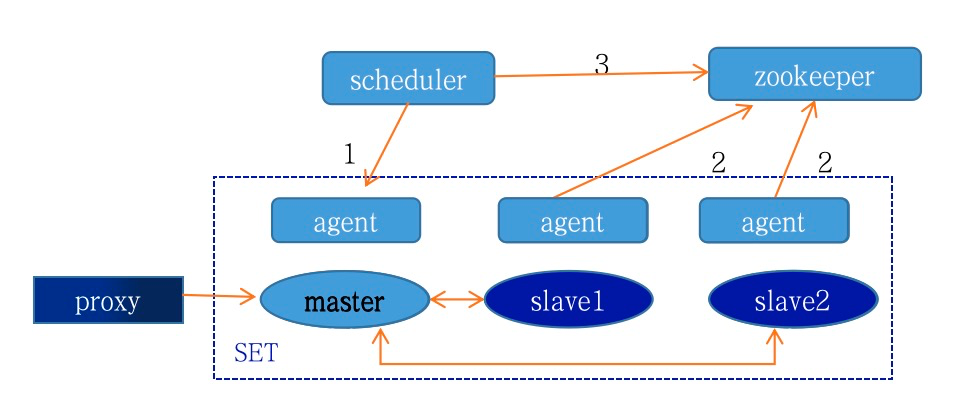 3
scheduler
zookeeper
1
2
2
agent
agent
agent
proxy
master
slave1
slave2
SET